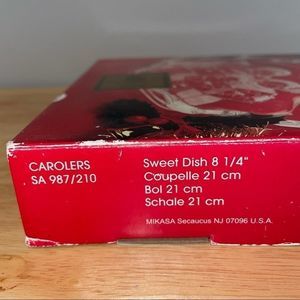 CAROLERS
SA 987/210
Sweet Dish 8 1/4"
Coupelle 21 cm
Bol 21 cm
Schale 21 cm
MIKASA Secaucus NJ 07096 U.S.A.